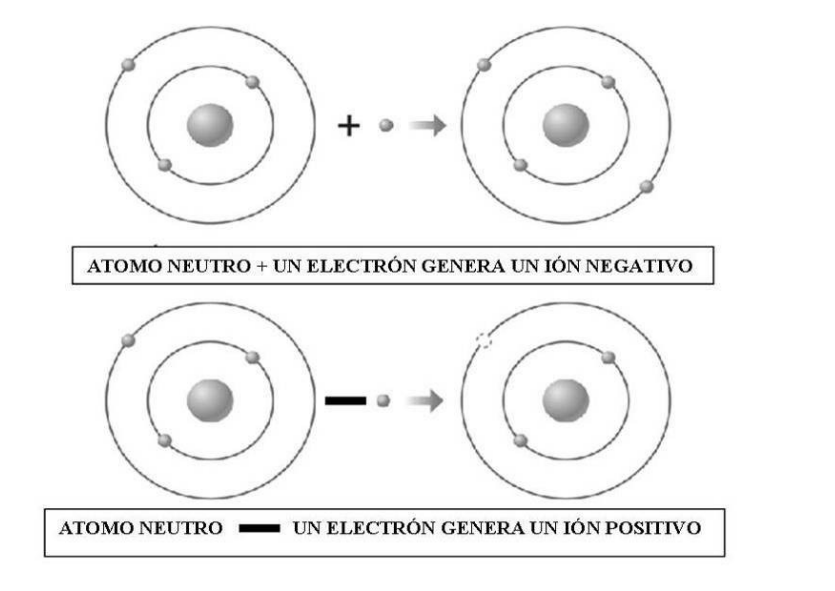 +
ATOMO NEUTRO + UN ELECTRÓN GENERA UN IÓN NEGATIVO
ATOMO NEUTRO — UN ELECTRÓN GENERA UN IÓN POSITIVO